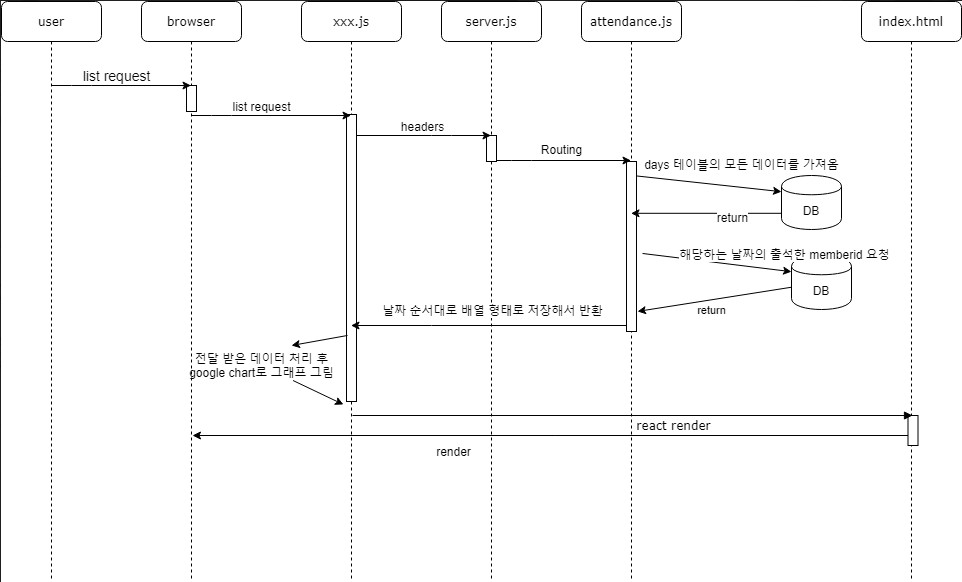 user
browser
xxx.js
server.js
attendance.js
index.html
list request
list request
headers
Routing
days 테이블의 모든 데이터를 가져옴
DB
return
해당하는 날짜의 출석한 memberid 요청
DB
return
날짜 순서대로 배열 형태로 저장해서 반환
전달 받은 데이터 처리 후
google chart로 그래프 그림
react render
render